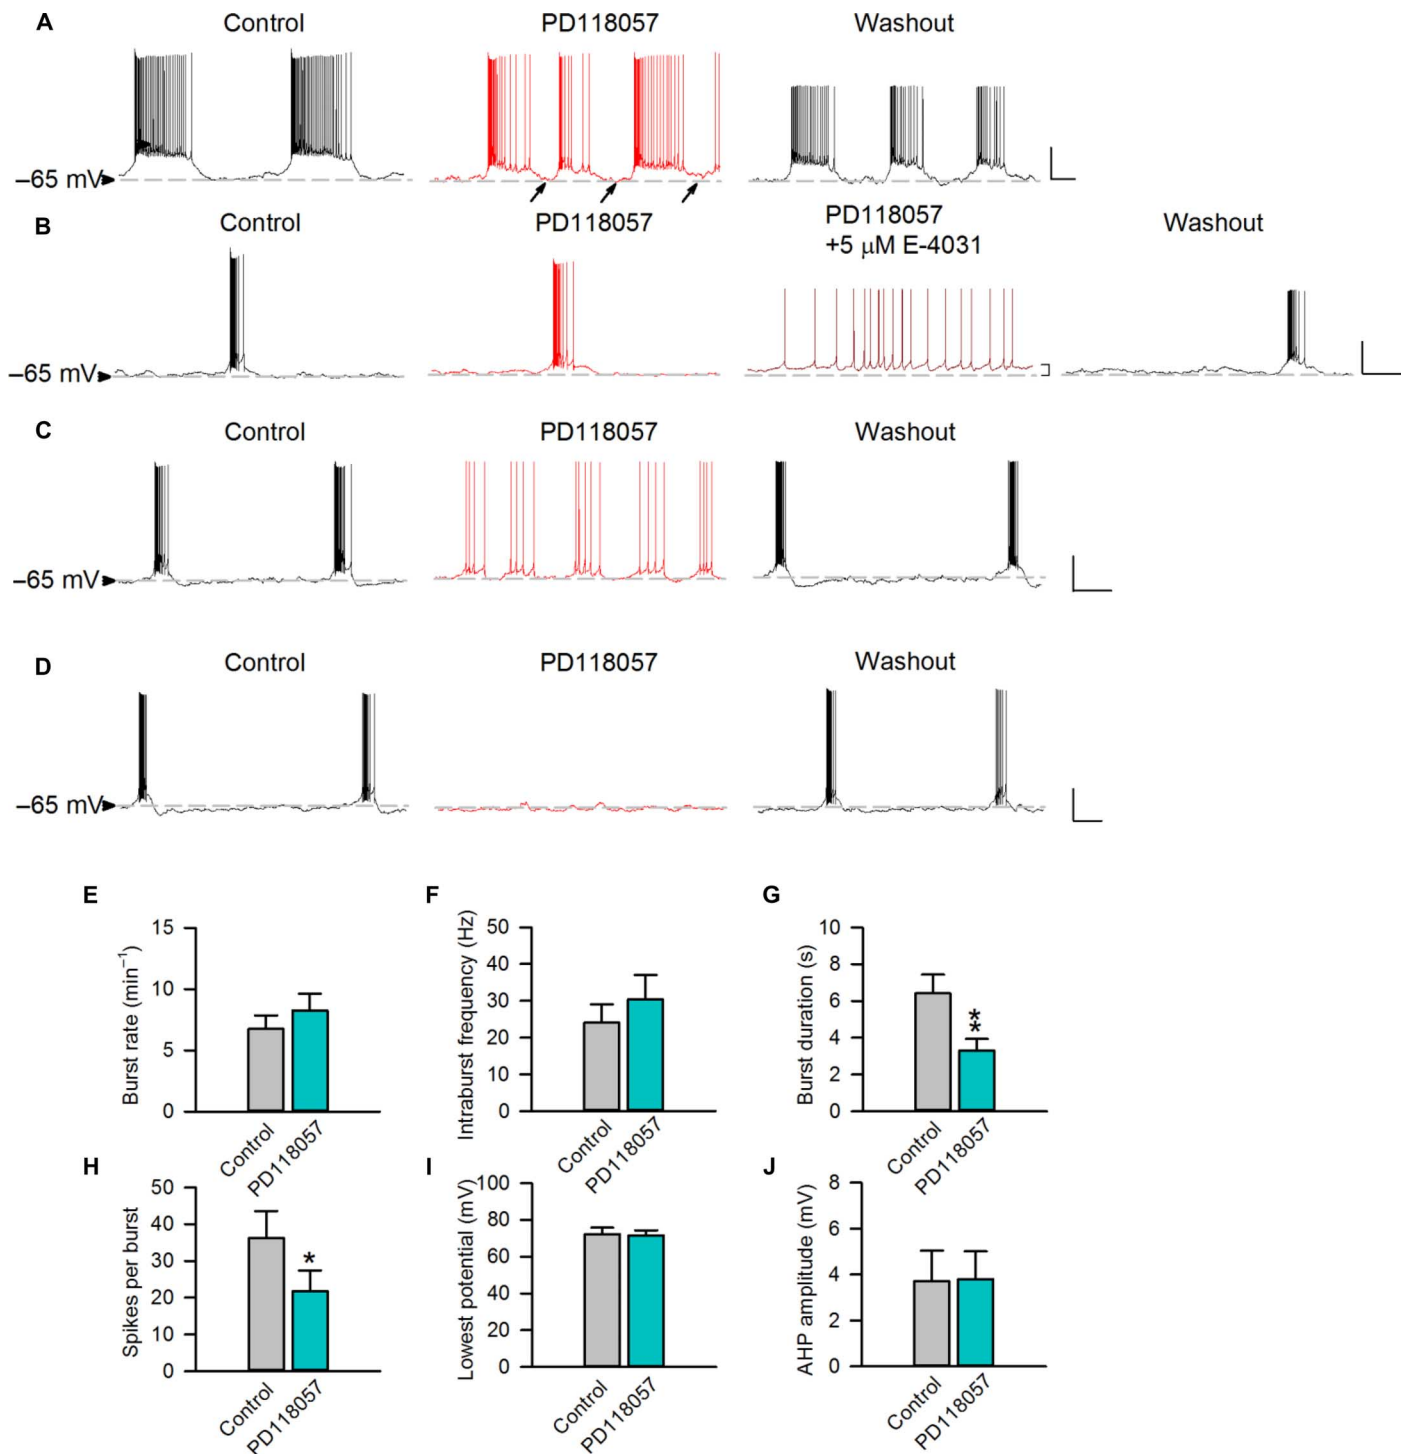 A
Control
PD118057
Washout
–65 mV
B
Control
PD118057
PD118057
+5 μM E-4031
Washout
–65 mV
C
Control
PD118057
Washout
–65 mV
D
Control
PD118057
Washout
–65 mV
E
Burst rate (min⁻¹)
15
10
5
0
Control
PD118057
F
Intraburst frequency (Hz)
50
40
30
20
10
0
Control
PD118057
G
Burst duration (s)
10
8
6
4
2
0
**
Control
PD118057
H
Spikes per burst
50
40
30
20
10
0
*
Control
PD118057
I
Lowest potential (mV)
100
80
60
40
20
0
Control
PD118057
J
AHP amplitude (mV)
8
6
4
2
0
Control
PD118057